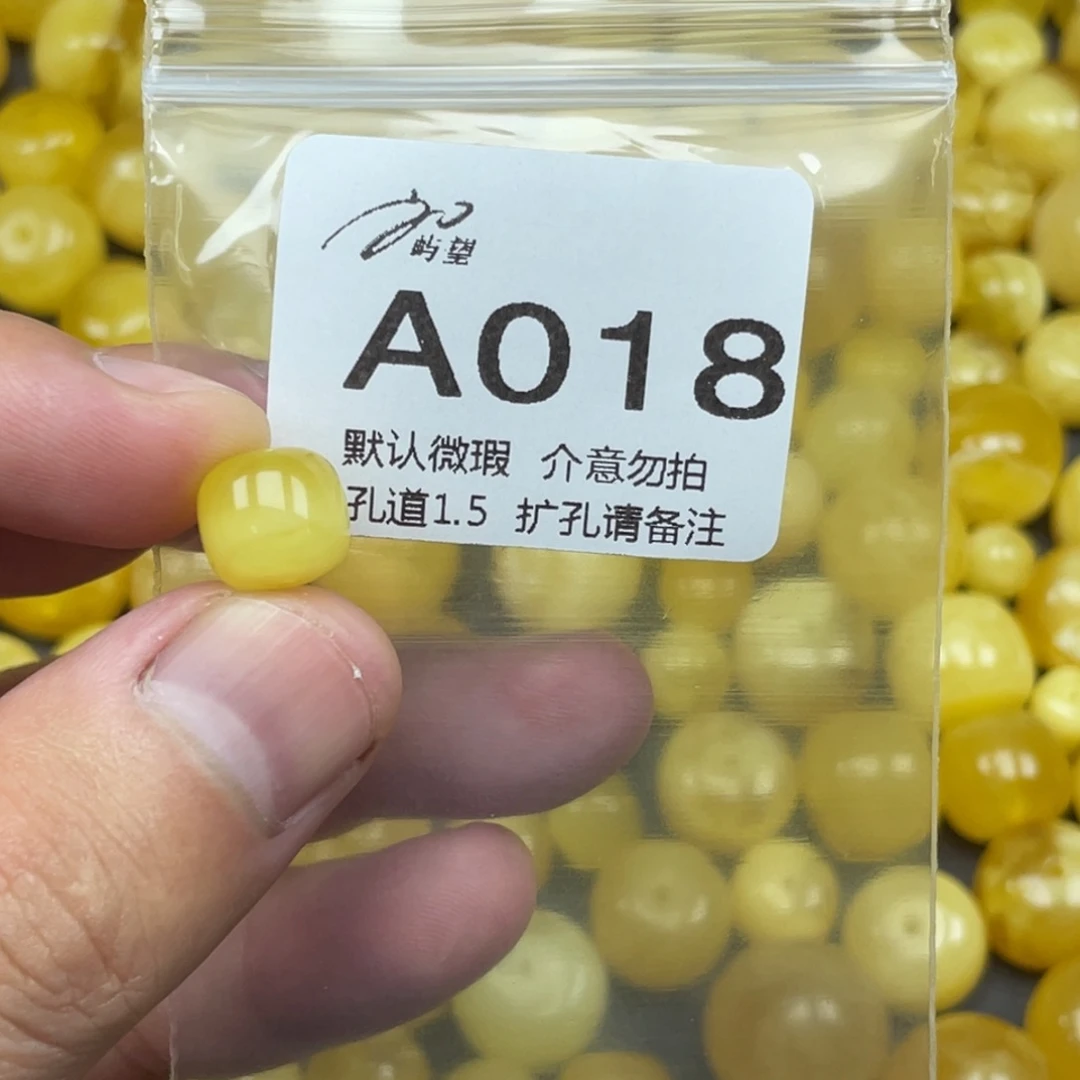 屿望
A018
默认微瑕 介意勿拍
孔道1.5 扩孔请备注